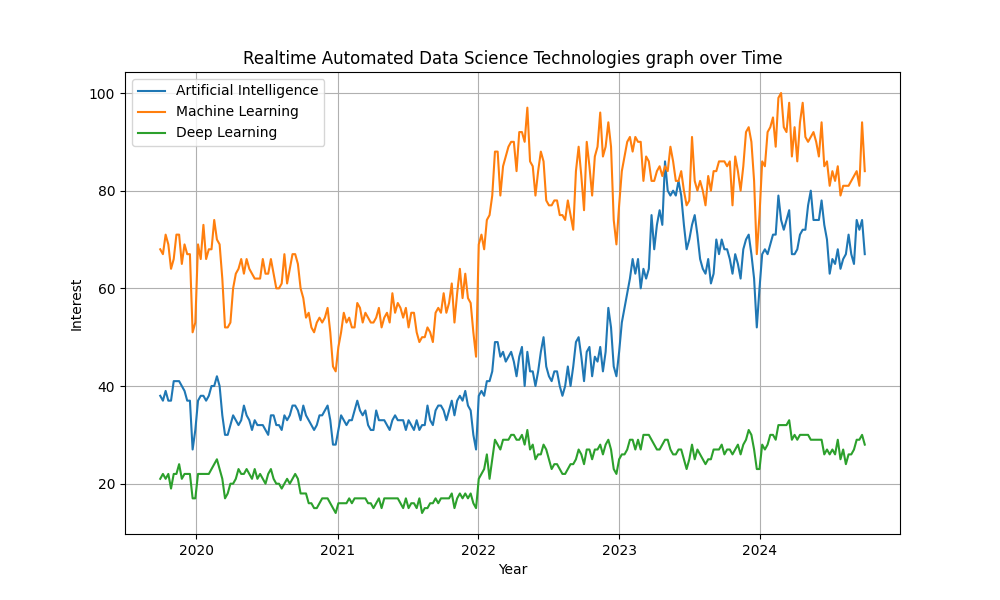 Realtime Automated Data Science Technologies graph over Time
Artificial Intelligence
Machine Learning
Deep Learning
100
80
60
40
20
Interest
2020 2021 2022 2023 2024
Year